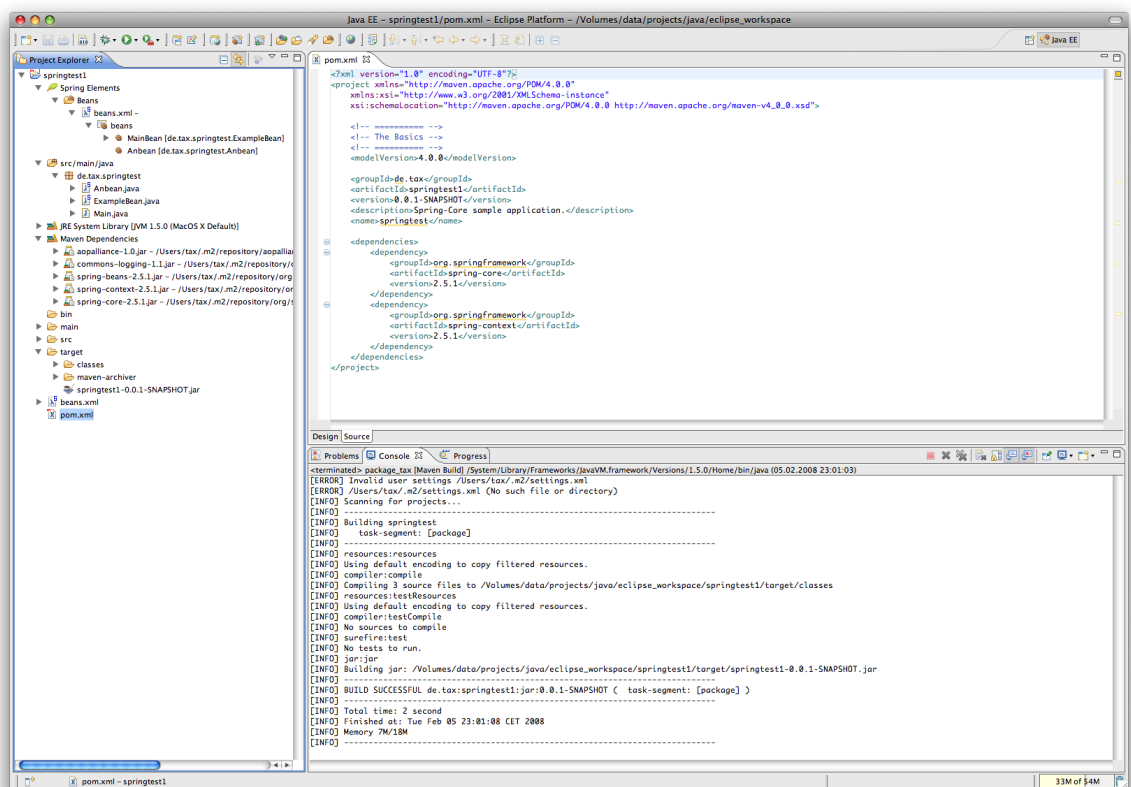 Java EE – springtest1/pom.xml – Eclipse Platform – /Volumes/data/projects/java/eclipse_workspace
Java EE
Project Explorer
springtest1
Spring Elements
Beans
beans.xml –
beans
MainBean [de.tax.springtest.ExampleBean]
Anbean [de.tax.springtest.Anbean]
src/main/java
de.tax.springtest
Anbean.java
ExampleBean.java
Main.java
JRE System Library [JVM 1.5.0 (MacOS X Default)]
Maven Dependencies
aopalliance-1.0.jar – /Users/tax/.m2/repository/aopallian
commons-logging-1.1.jar – /Users/tax/.m2/repository/c
spring-beans-2.5.1.jar – /Users/tax/.m2/repository/org
spring-context-2.5.1.jar – /Users/tax/.m2/repository/or
spring-core-2.5.1.jar – /Users/tax/.m2/repository/org/s
bin
main
src
target
classes
maven-archiver
springtest1-0.0.1-SNAPSHOT.jar
beans.xml
pom.xml
pom.xml
<?xml version="1.0" encoding="UTF-8"?>
<project xmlns="http://maven.apache.org/POM/4.0.0"
xmlns:xsi="http://www.w3.org/2001/XMLSchema-instance"
xsi:schemaLocation="http://maven.apache.org/POM/4.0.0 http://maven.apache.org/maven-v4_0_0.xsd">
<!-- ========== -->
<!-- The Basics -->
<!-- ========== -->
<modelVersion>4.0.0</modelVersion>
<groupId>de.tax</groupId>
<artifactId>springtest1</artifactId>
<version>0.0.1-SNAPSHOT</version>
<description>Spring-Core sample application.</description>
<name>springtest</name>
<dependencies>
<dependency>
<groupId>org.springframework</groupId>
<artifactId>spring-core</artifactId>
<version>2.5.1</version>
</dependency>
<dependency>
<groupId>org.springframework</groupId>
<artifactId>spring-context</artifactId>
<version>2.5.1</version>
</dependency>
</dependencies>
</project>
Design Source
Problems Console Progress
<terminated> package_tax [Maven Build] /System/Library/Frameworks/JavaVM.framework/Versions/1.5.0/Home/bin/java (05.02.2008 23:01:03)
[ERROR] Invalid user settings /Users/tax/.m2/settings.xml
[ERROR] /Users/tax/.m2/settings.xml (No such file or directory)
[INFO] Scanning for projects...
[INFO] ------------------------------------------------------------------------
[INFO] Building springtest
[INFO] task-segment: [package]
[INFO] ------------------------------------------------------------------------
[INFO] resources:resources
[INFO] Using default encoding to copy filtered resources.
[INFO] compiler:compile
[INFO] Compiling 3 source files to /Volumes/data/projects/java/eclipse_workspace/springtest1/target/classes
[INFO] resources:testResources
[INFO] Using default encoding to copy filtered resources.
[INFO] compiler:testCompile
[INFO] No sources to compile
[INFO] surefire:test
[INFO] No tests to run.
[INFO] jar:jar
[INFO] Building jar: /Volumes/data/projects/java/eclipse_workspace/springtest1/target/springtest1-0.0.1-SNAPSHOT.jar
[INFO] ------------------------------------------------------------------------
[INFO] BUILD SUCCESSFUL de.tax:springtest1:jar:0.0.1-SNAPSHOT ( task-segment: [package] )
[INFO] ------------------------------------------------------------------------
[INFO] Total time: 2 second
[INFO] Finished at: Tue Feb 05 23:01:08 CET 2008
[INFO] Memory 7M/18M
[INFO] ------------------------------------------------------------------------
pom.xml – springtest1
33M of 54M